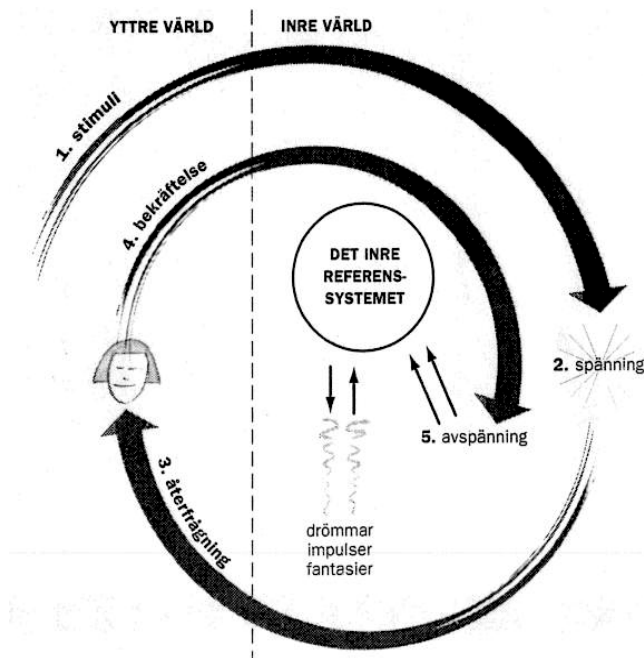 YTTRE VÄRLD
INRE VÄRLD
1. stimuli
4. bekräftelse
DET INRE
REFERENS-
SYSTEMET
2. spänning
5. avspänning
3. återfrågning
drömmar
impulser
fantasier